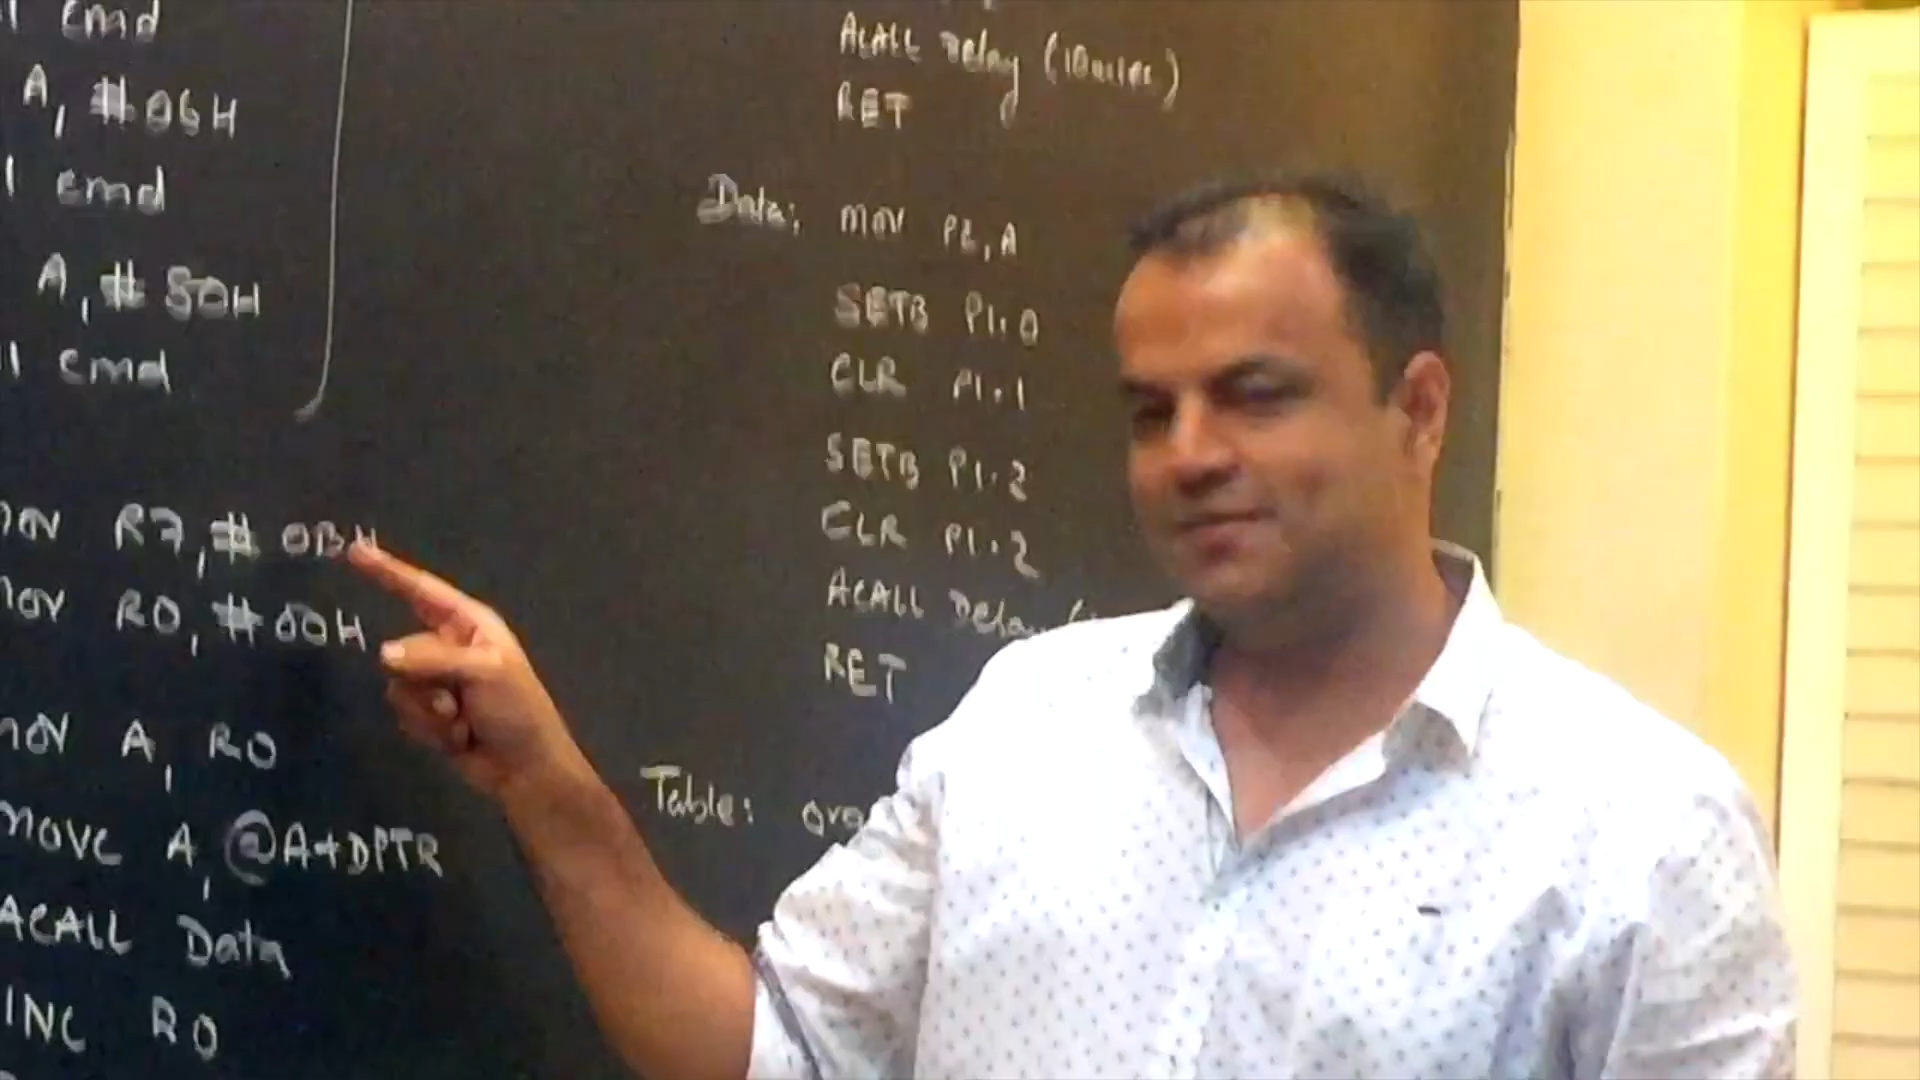 cmd
A, #06H
cmd
A, #80H
cmd
MOV R7, #0BH
MOV R0, #00H
MOV A, R0
MOVC A, @A+DPTR
ACALL Data
INC R0
ACALL Delay (10msec)
RET
Data: MOV P2, A
SETB P1.0
CLR P1.1
SETB P1.2
CLR P1.2
ACALL Delay
RET
Table: org